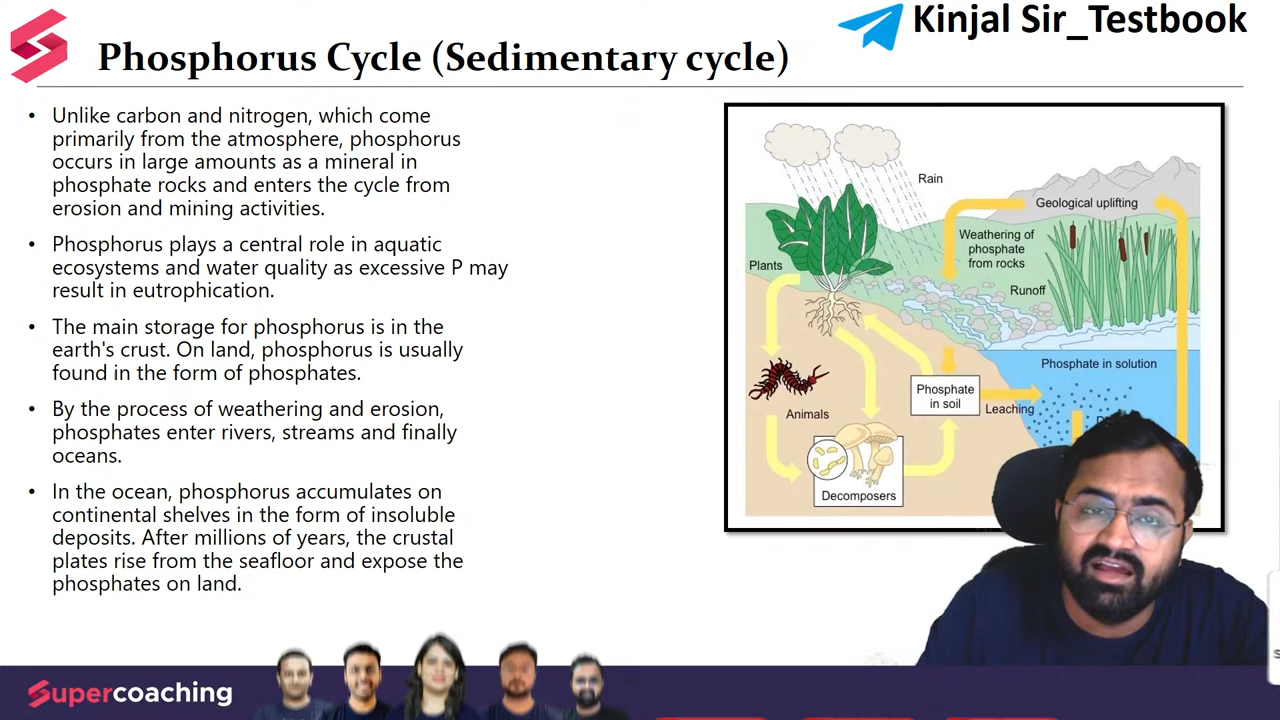 Kinjal Sir_Testbook
Phosphorus Cycle (Sedimentary cycle)
• Unlike carbon and nitrogen, which come
primarily from the atmosphere, phosphorus
occurs in large amounts as a mineral in
phosphate rocks and enters the cycle from
erosion and mining activities.
• Phosphorus plays a central role in aquatic
ecosystems and water quality as excessive P may
result in eutrophication.
• The main storage for phosphorus is in the
earth's crust. On land, phosphorus is usually
found in the form of phosphates.
• By the process of weathering and erosion,
phosphates enter rivers, streams and finally
oceans.
• In the ocean, phosphorus accumulates on
continental shelves in the form of insoluble
deposits. After millions of years, the crustal
plates rise from the seafloor and expose the
phosphates on land.
Rain
Geological uplifting
Weathering of
phosphate
from rocks
Plants
Runoff
Phosphate in solution
Phosphate
in soil
Leaching
Animals
Decomposers
Supercoaching